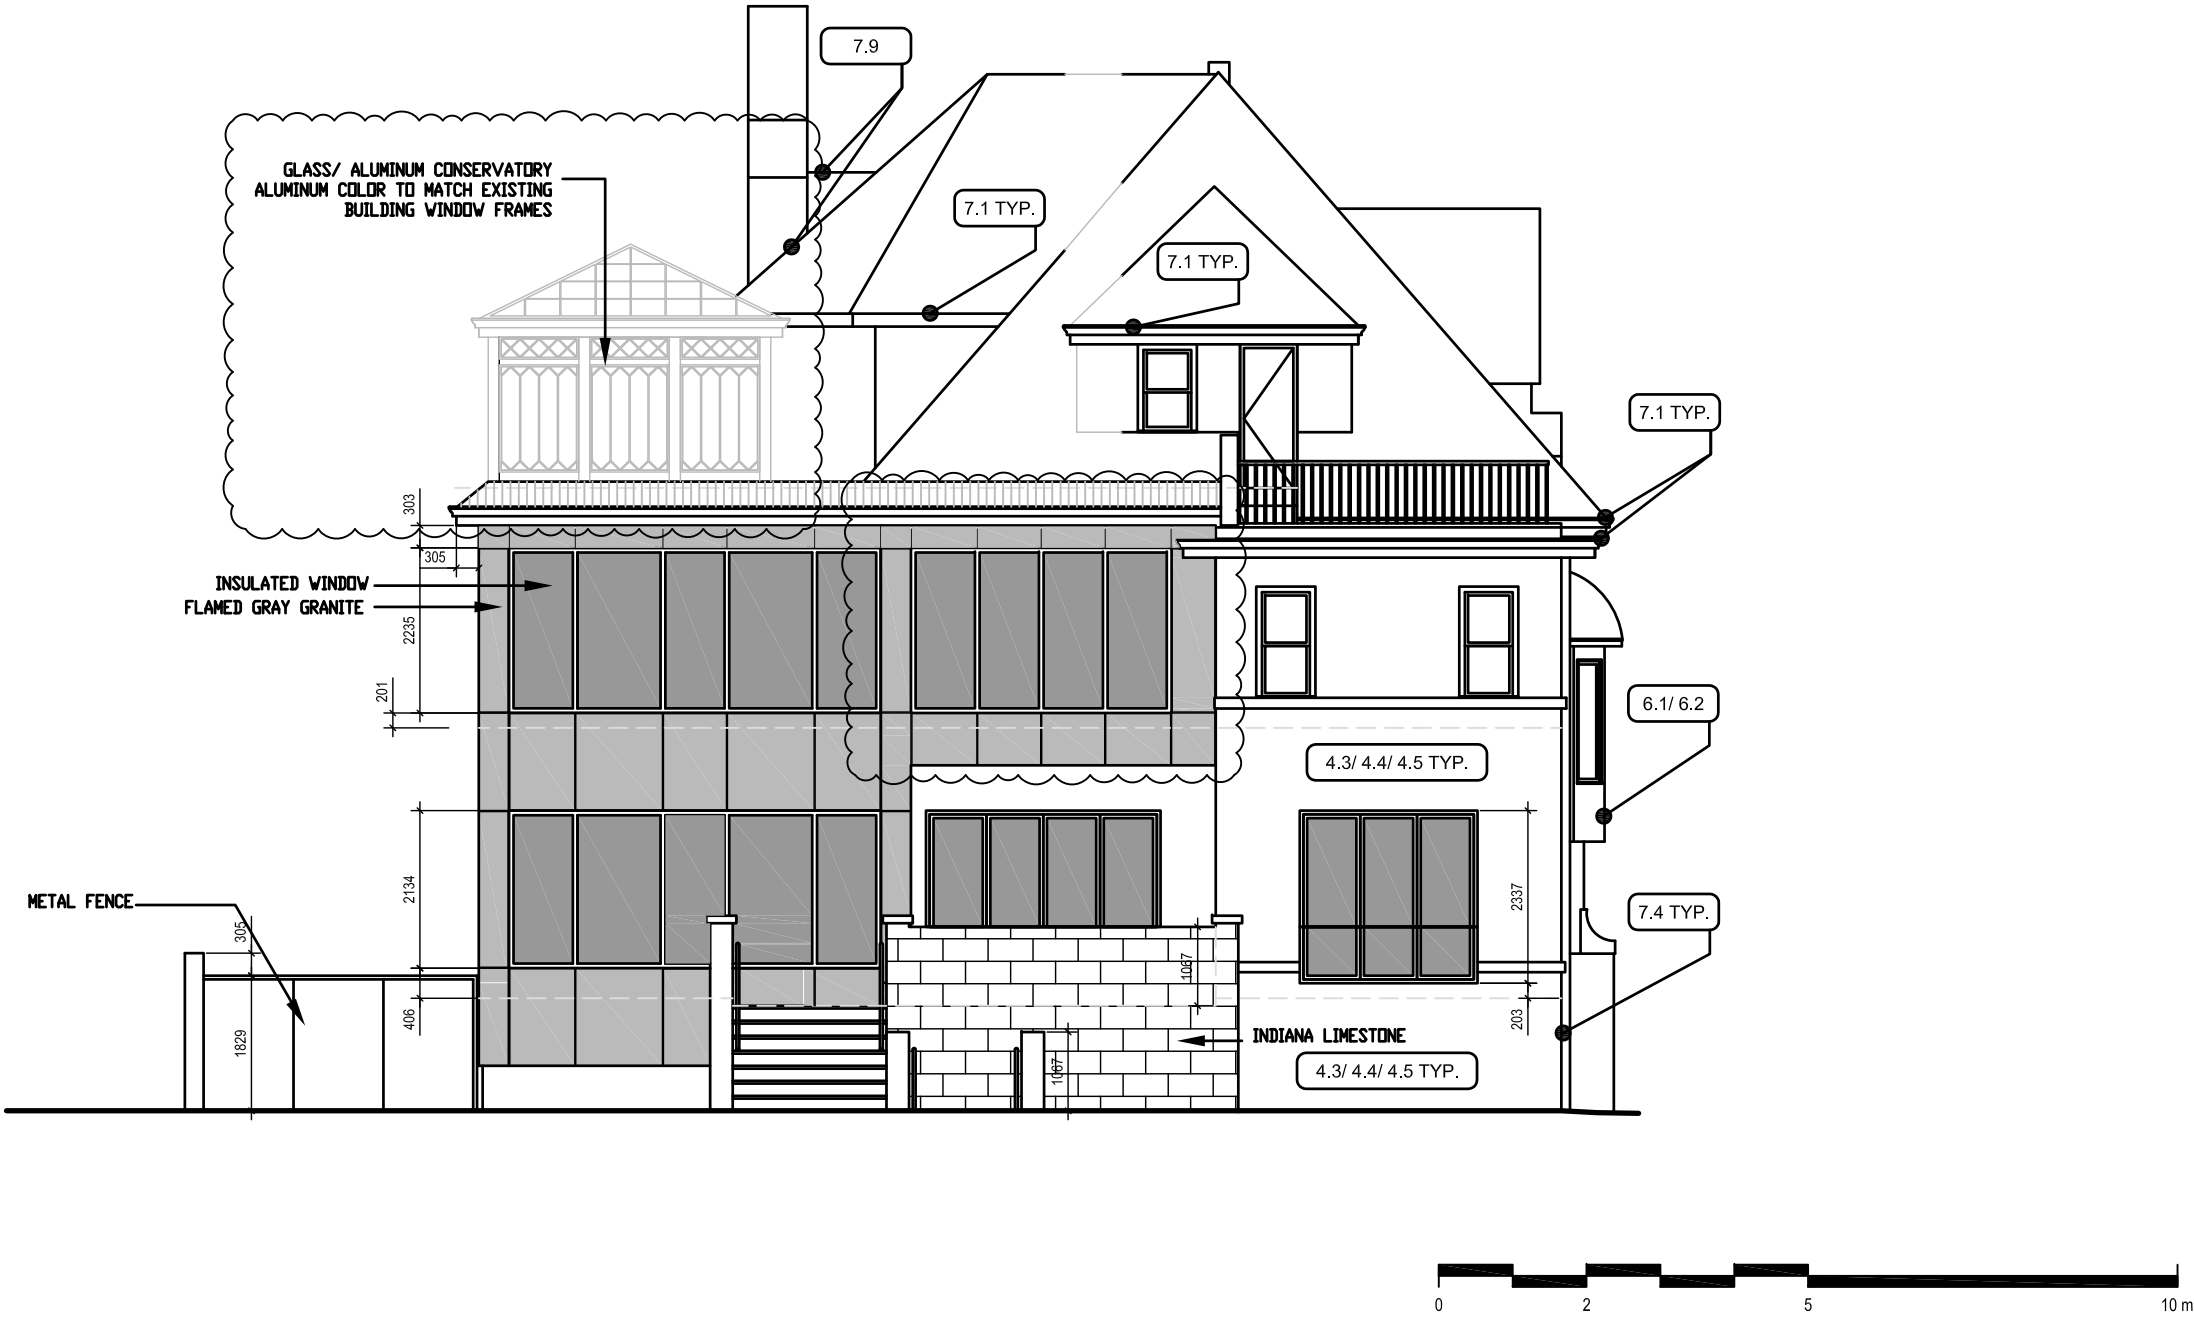 7.9
GLASS/ ALUMINUM CONSERVATORY
ALUMINUM COLOR TO MATCH EXISTING
BUILDING WINDOW FRAMES
7.1 TYP.
7.1 TYP.
7.1 TYP.
303
305
INSULATED WINDOW
FLAMED GRAY GRANITE
2235
201
6.1/ 6.2
4.3/ 4.4/ 4.5 TYP.
2134
2337
METAL FENCE
7.4 TYP.
305
1067
406
203
1829
INDIANA LIMESTONE
1067
4.3/ 4.4/ 4.5 TYP.
0 2 5 10 m